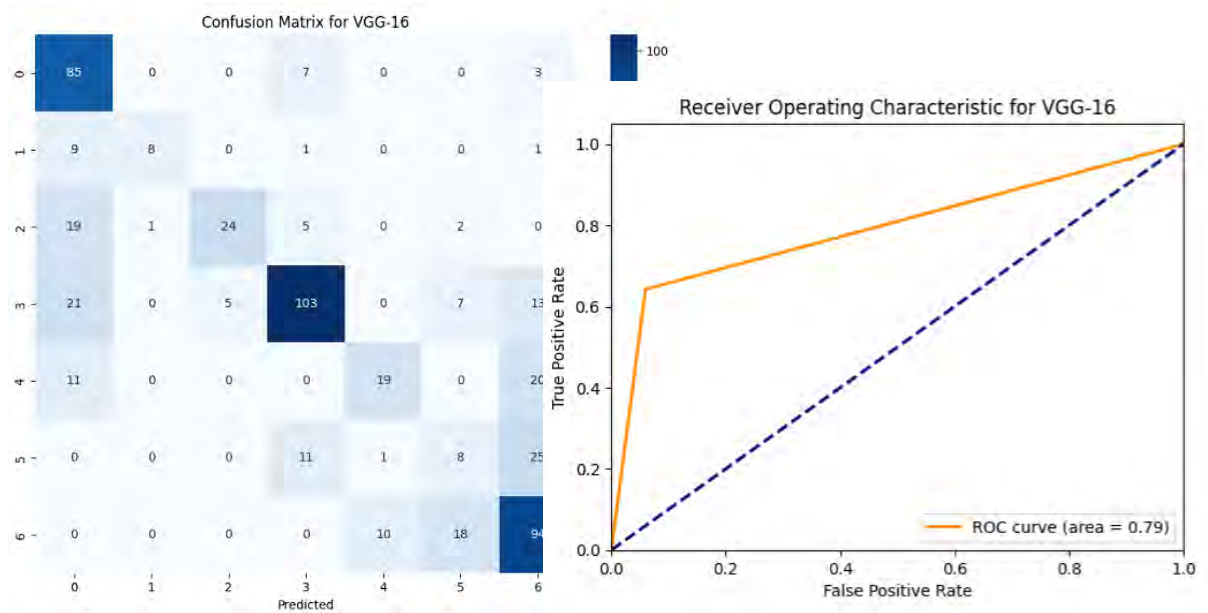 Confusion Matrix for VGG-16
0 85 0 0 7 0 0 3
1 9 8 0 1 0 0 1
2 19 1 24 5 0 2 0
3 21 0 5 103 0 7 13
4 11 0 0 0 19 0 20
5 0 0 0 11 1 8 25
6 0 0 0 0 10 18 94
0 1 2 3 4 5 6
Predicted
100
Receiver Operating Characteristic for VGG-16
1.0
0.8
0.6
0.4
0.2
0.0
True Positive Rate
ROC curve (area = 0.79)
0.0 0.2 0.4 0.6 0.8 1.0
False Positive Rate